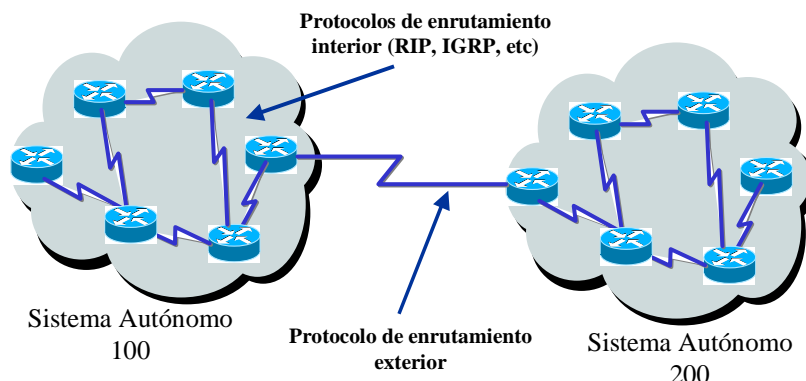 Protocolos de enrutamiento
interior (RIP, IGRP, etc)
Sistema Autónomo
100
Protocolo de enrutamiento
exterior
Sistema Autónomo
200